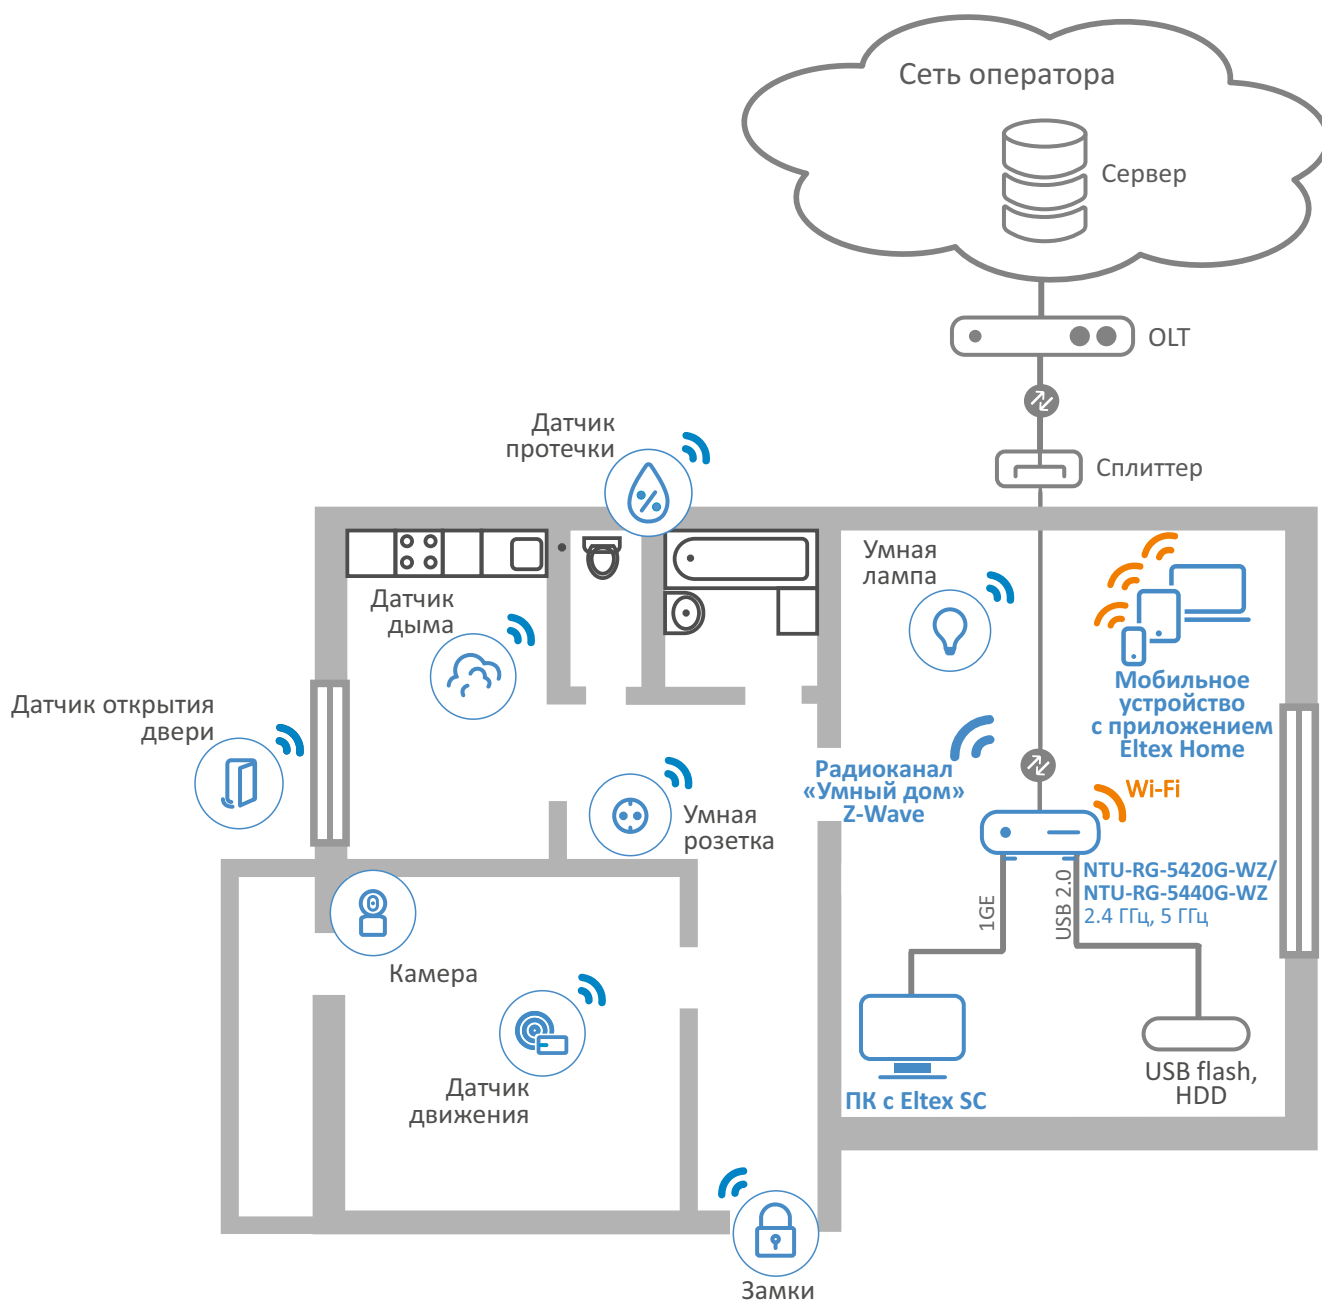 Сеть оператора
Сервер
OLT
Сплиттер
Датчик
протечки
Умная
лампа
Датчик
дыма
Мобильное
устройство
с приложением
Eltex Home
Датчик открытия
двери
Радиоканал
«Умный дом»
Z-Wave
Wi-Fi
Умная
розетка
NTU-RG-5420G-WZ/
NTU-RG-5440G-WZ
2.4 ГГц, 5 ГГц
1GE
USB 2.0
Камера
Датчик
движения
ПК с Eltex SC
USB flash,
HDD
Замки